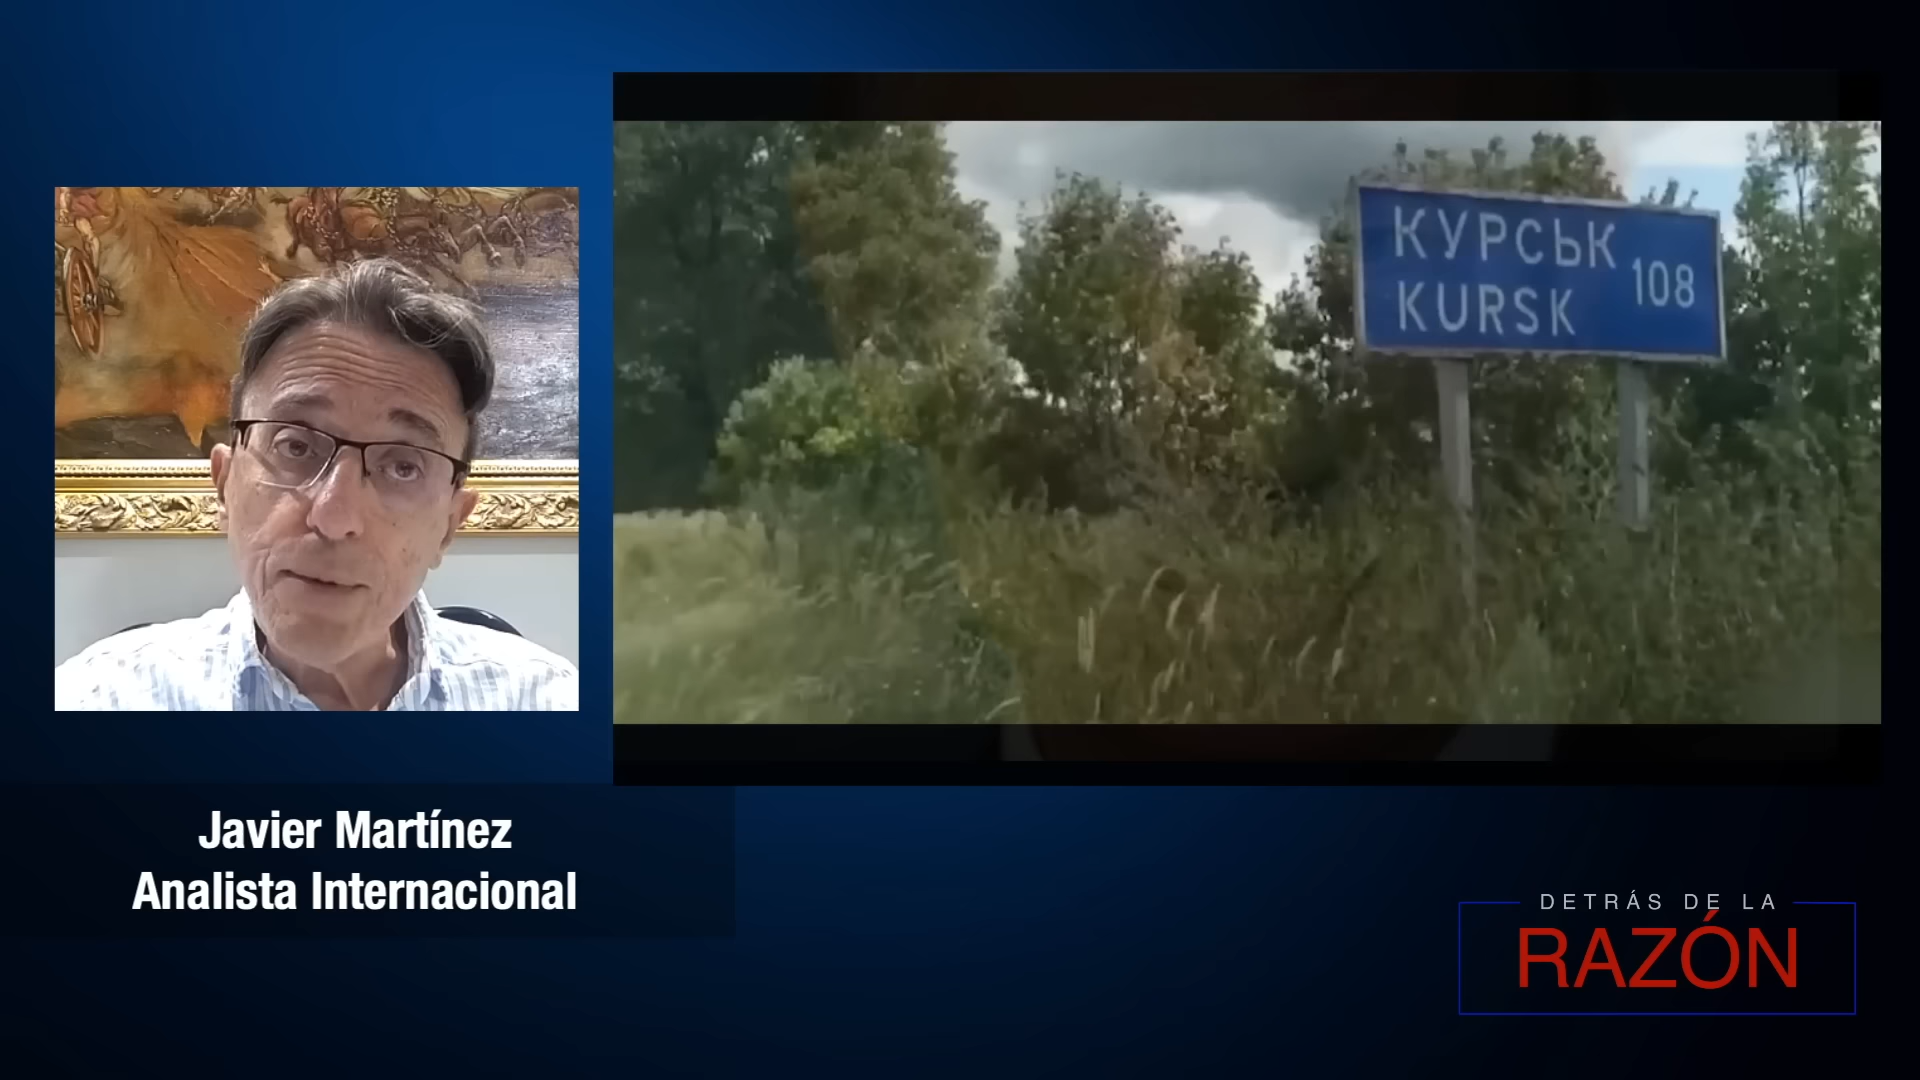 КУРСЬК
KURSK
108
Javier Martínez
Analista Internacional
DETRÁS DE LA
RAZÓN